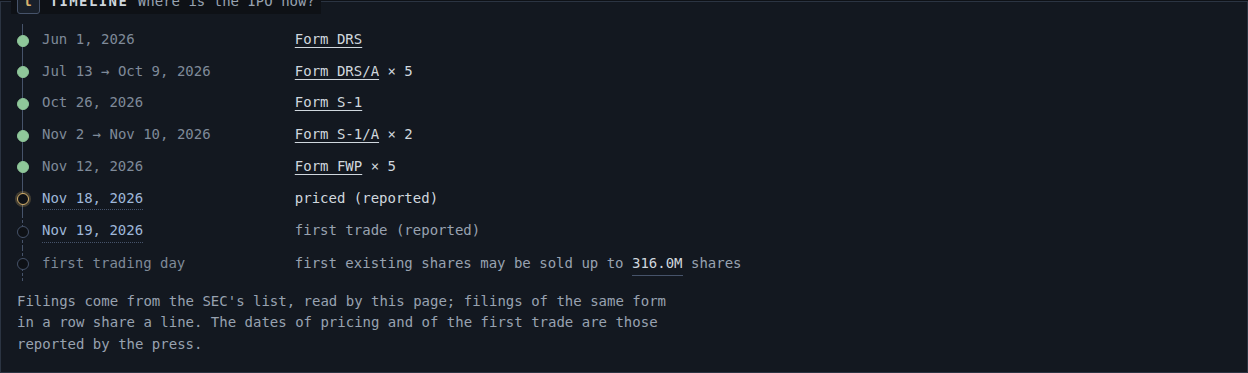 t TIMELINE Where is the IPO now?
Jun 1, 2026 Form DRS
Jul 13 → Oct 9, 2026 Form DRS/A × 5
Oct 26, 2026 Form S-1
Nov 2 → Nov 10, 2026 Form S-1/A × 2
Nov 12, 2026 Form FWP × 5
Nov 18, 2026 priced (reported)
Nov 19, 2026 first trade (reported)
first trading day first existing shares may be sold up to 316.0M shares
Filings come from the SEC's list, read by this page; filings of the same form
in a row share a line. The dates of pricing and of the first trade are those
reported by the press.